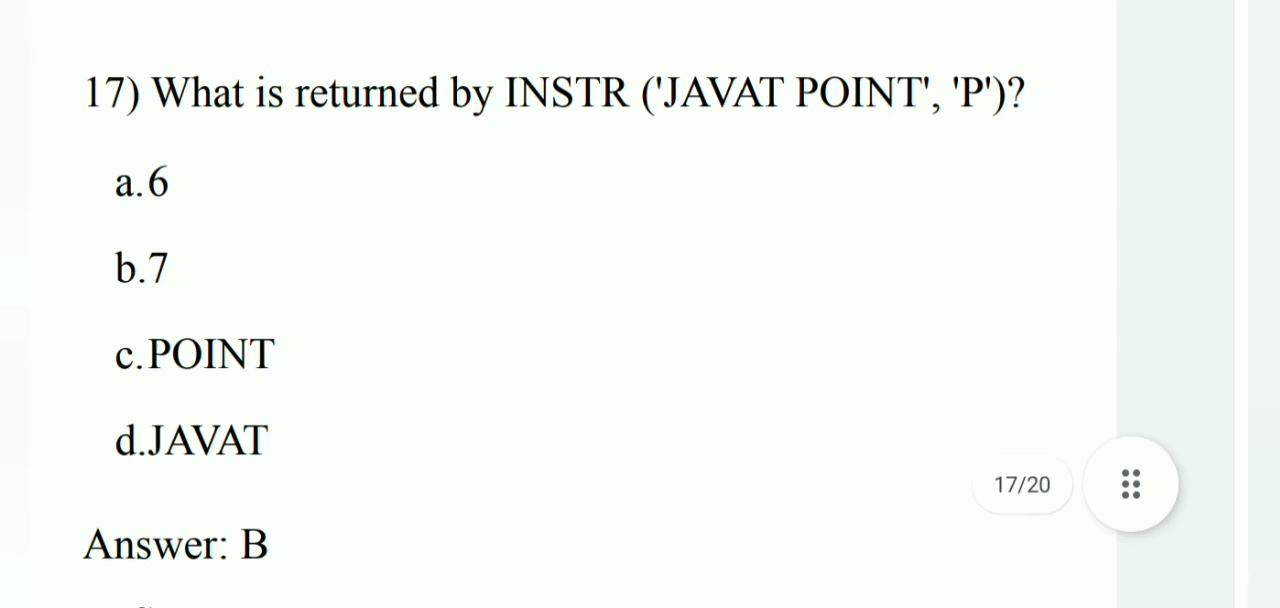 17) What is returned by INSTR ('JAVAT POINT', 'P')?
a.6
b.7
c.POINT
d.JAVAT
17/20
Answer: B